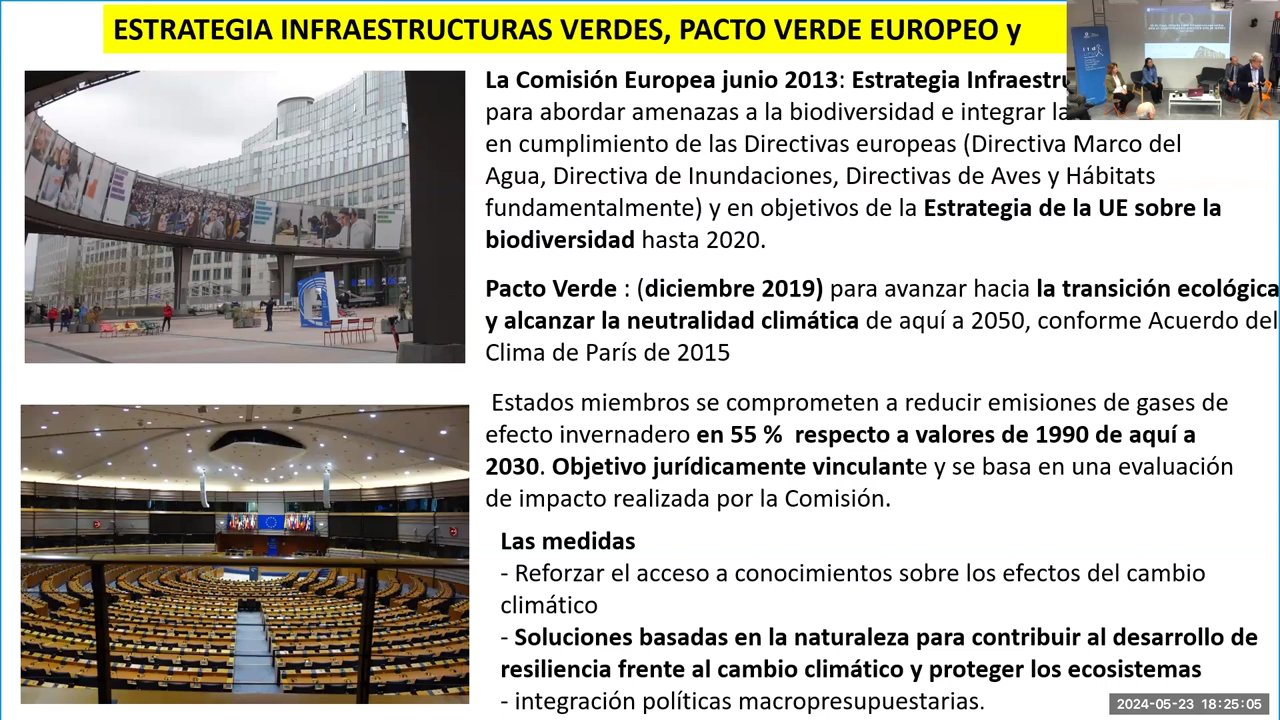 ESTRATEGIA INFRAESTRUCTURAS VERDES, PACTO VERDE EUROPEO y
La Comisión Europea junio 2013: Estrategia
para abordar amenazas a la biodiversidad e integrar
en cumplimiento de las Directivas europeas (Directiva Marco del
Agua, Directiva de Inundaciones, Directivas de Aves y Hábitats
fundamentalmente) y en objetivos de la Estrategia de la UE sobre la
biodiversidad hasta 2020.
Pacto Verde : (diciembre 2019) para avanzar hacia la transición ecológica
y alcanzar la neutralidad climática de aquí a 2050, conforme Acuerdo del
Clima de París de 2015
Estados miembros se comprometen a reducir emisiones de gases de
efecto invernadero en 55 % respecto a valores de 1990 de aquí a
2030. Objetivo jurídicamente vinculante y se basa en una evaluación
de impacto realizada por la Comisión.
Las medidas
- Reforzar el acceso a conocimientos sobre los efectos del cambio
climático
- Soluciones basadas en la naturaleza para contribuir al desarrollo de
resiliencia frente al cambio climático y proteger los ecosistemas
- integración políticas macropresupuestarias.
2024-05-23 18:25:05